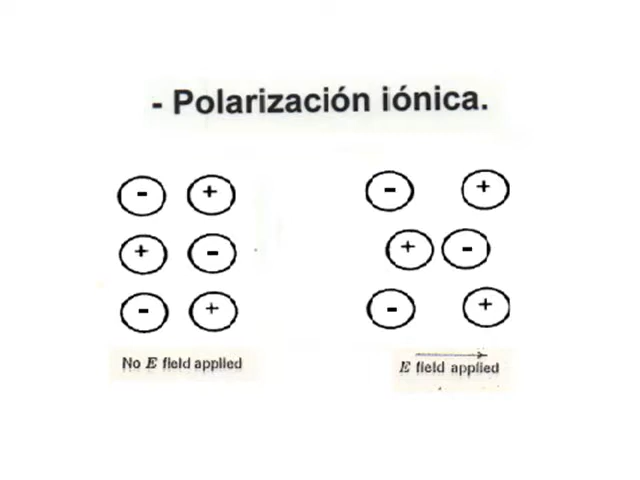 - Polarización iónica.
- +
+ -
- +
- +
+ -
- +
No E field applied
E field applied